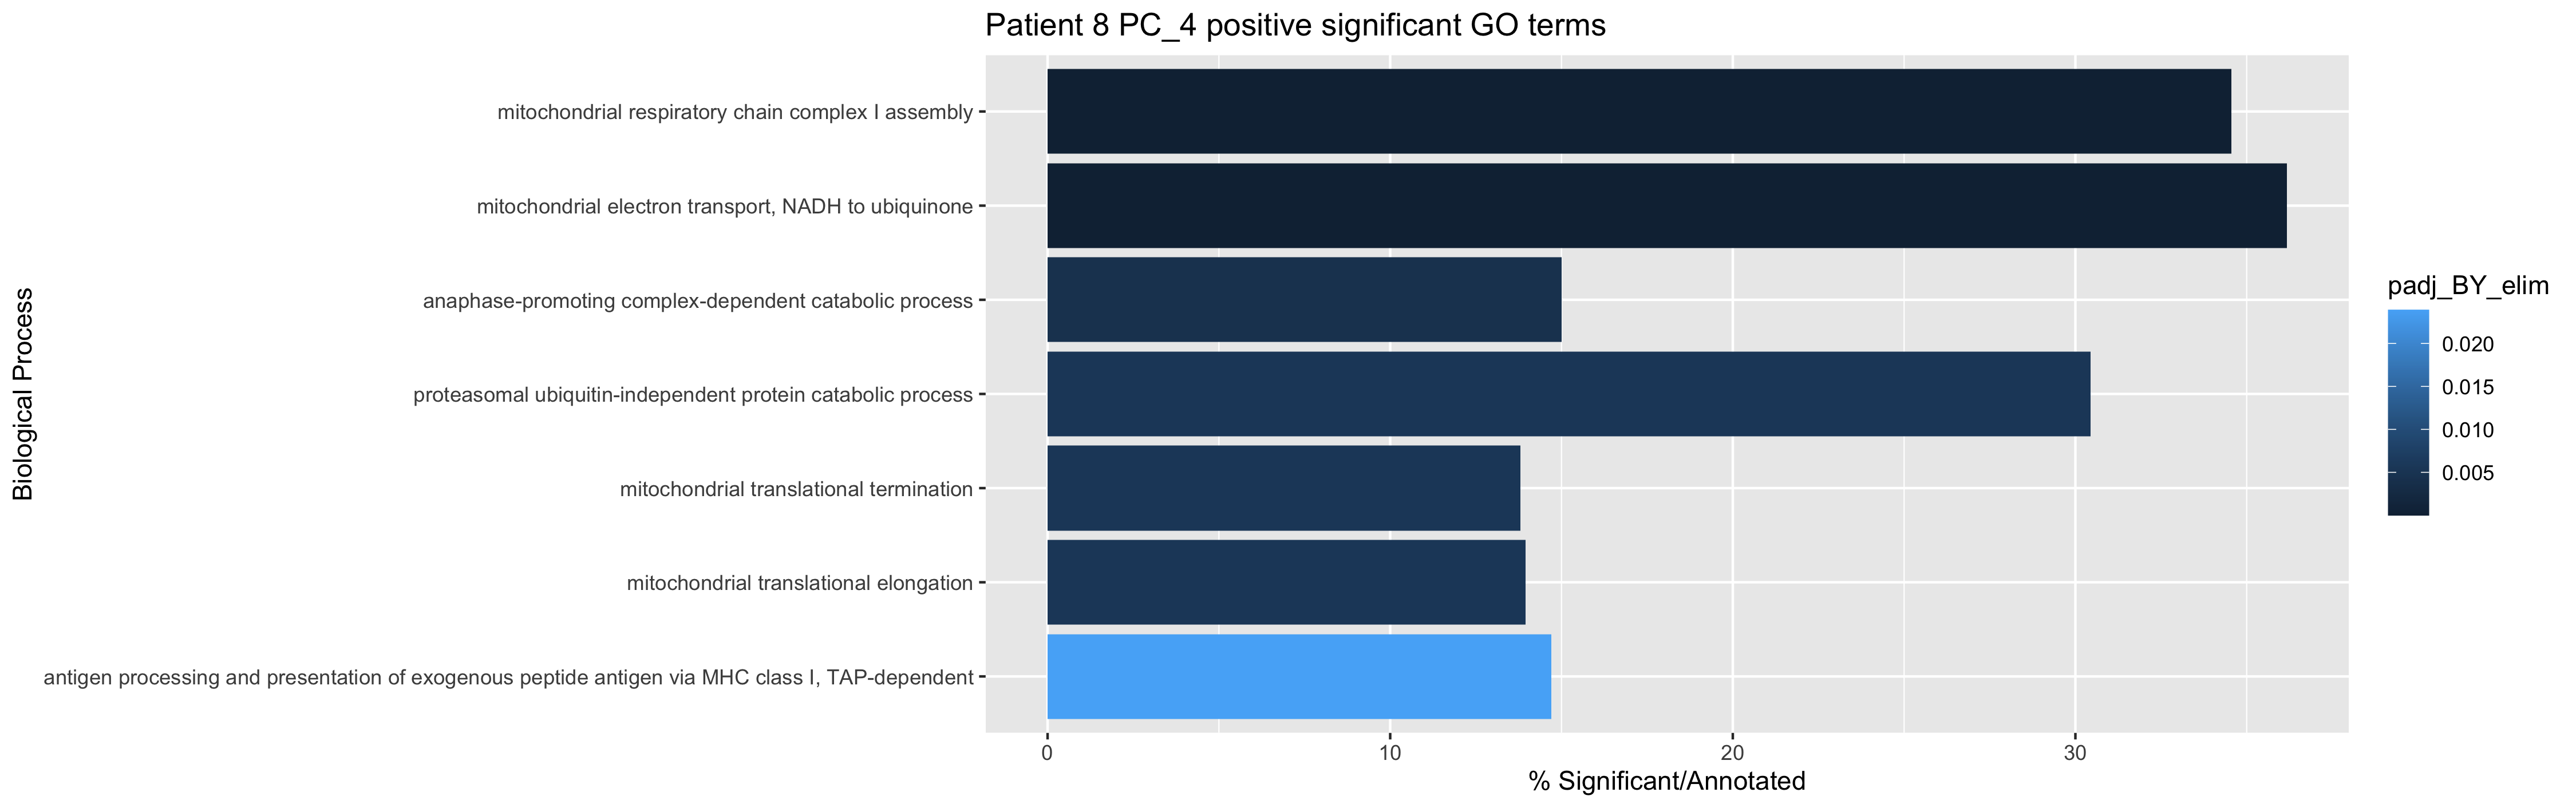 Patient 8 PC_4 positive significant GO terms
Biological Process
mitochondrial respiratory chain complex I assembly
mitochondrial electron transport, NADH to ubiquinone
anaphase-promoting complex-dependent catabolic process
proteasomal ubiquitin-independent protein catabolic process
mitochondrial translational termination
mitochondrial translational elongation
antigen processing and presentation of exogenous peptide antigen via MHC class I, TAP-dependent
0 10 20 30
% Significant/Annotated
padj_BY_elim
0.020
0.015
0.010
0.005